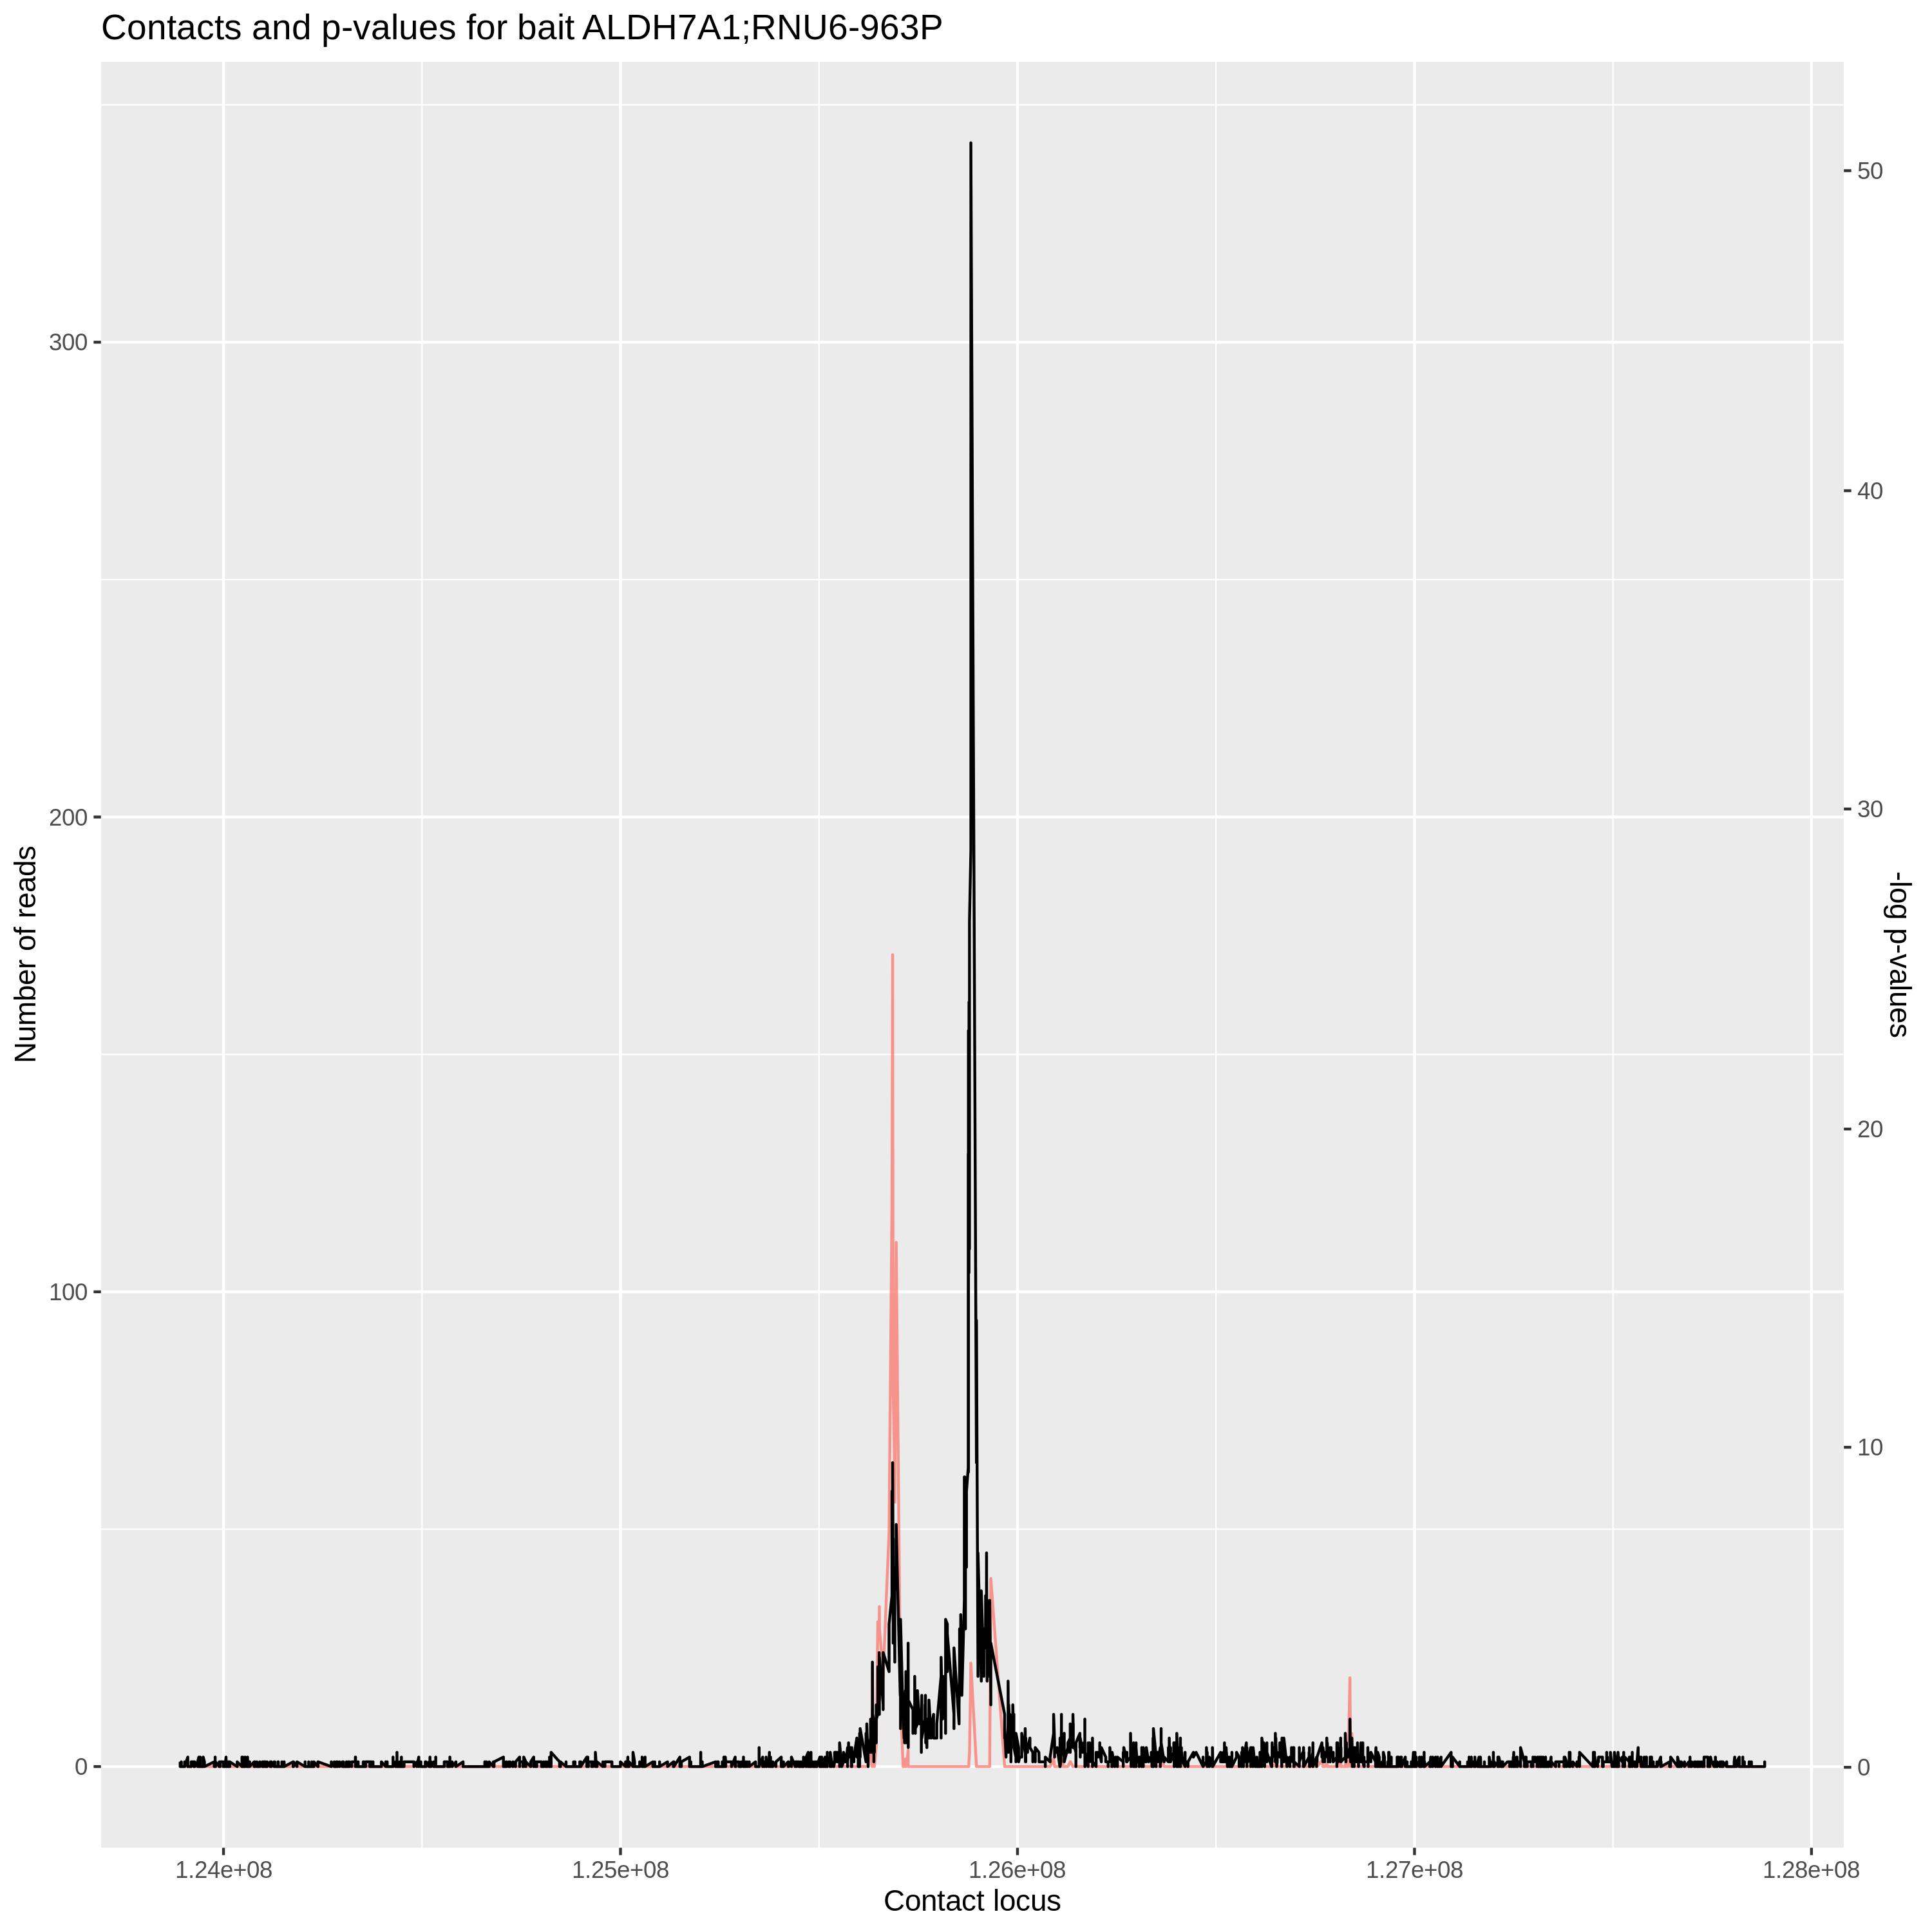 Contacts and p-values for bait ALDH7A1;RNU6-963P
Number of reads
300
200
100
0
50
40
30
20
10
0
-log p-values
1.24e+08
1.25e+08
1.26e+08
1.27e+08
1.28e+08
Contact locus